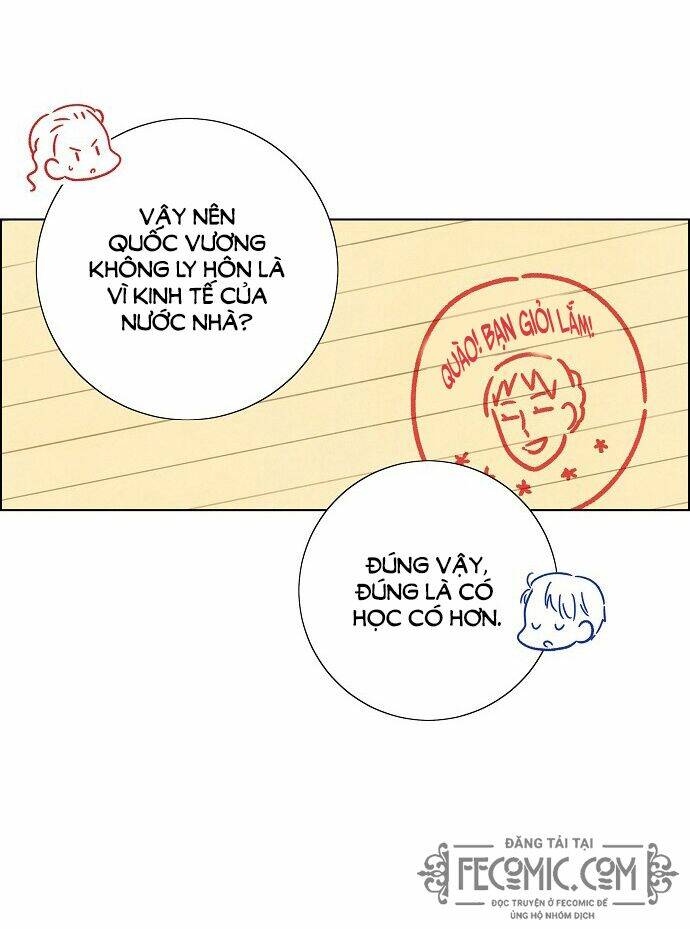 VẬY NÊN
QUỐC VƯƠNG
KHÔNG LY HÔN LÀ
VÌ KINH TẾ CỦA
NƯỚC NHÀ?
QUÀO! BẠN GIỎI LẮM!
ĐÚNG VẬY,
ĐÚNG LÀ CÓ
HỌC CÓ HƠN.
ĐĂNG TẢI TẠI
FECOMIC.COM
ĐỌC TRUYỆN Ở FECOMIC ĐỂ
ỦNG HỘ NHÓM DỊCH